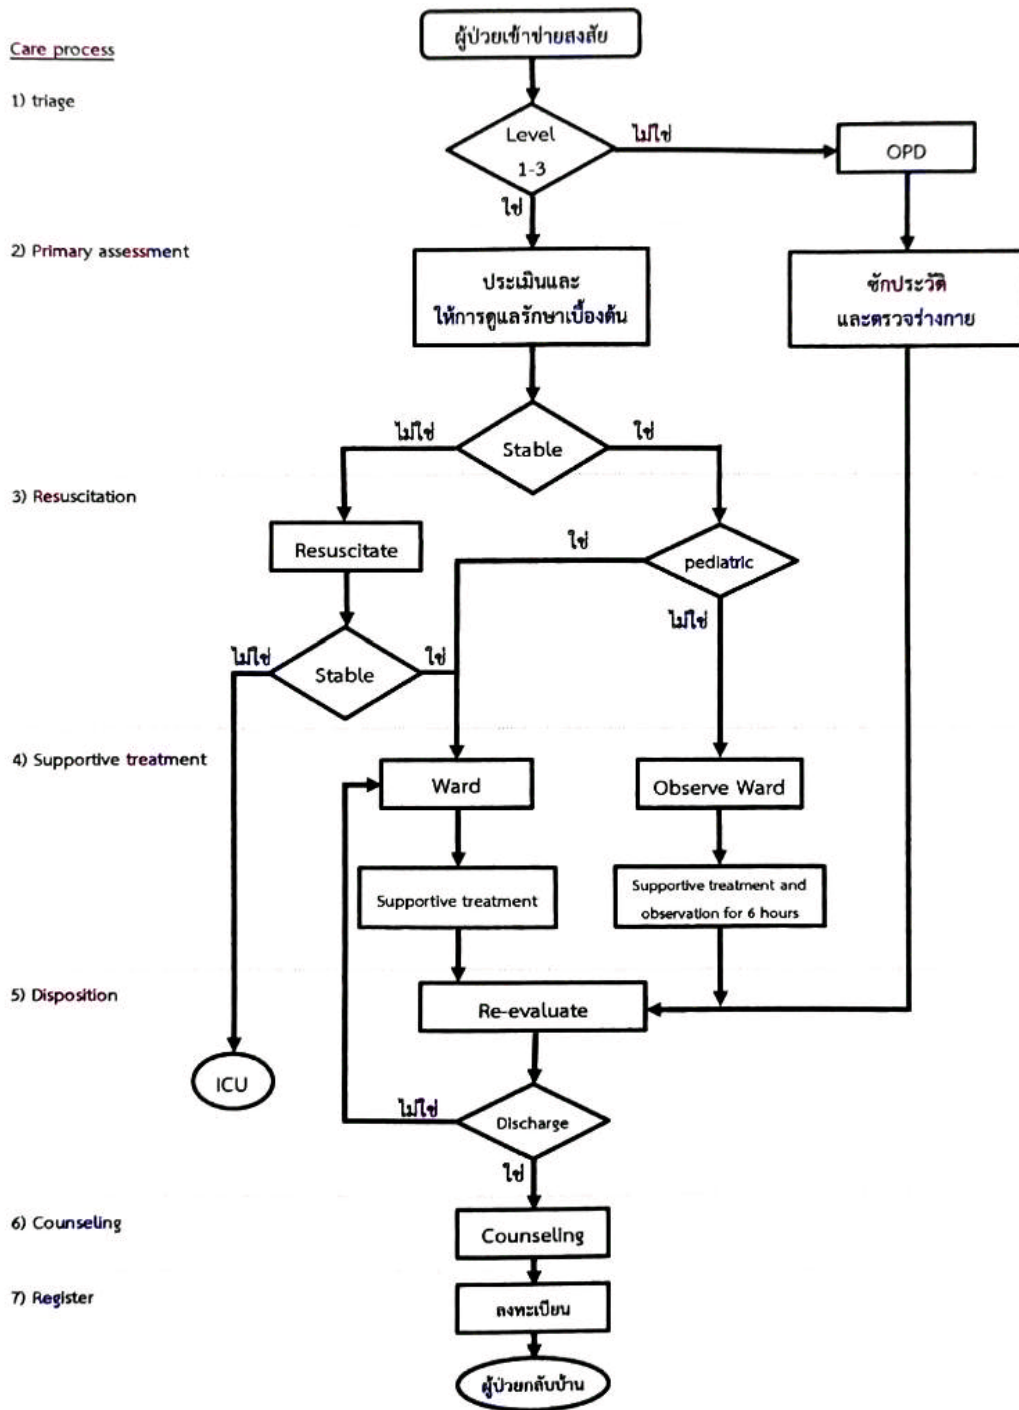 ผู้ป่วยเข้าข่ายสงสัย
Care process
1) triage
Level
1-3
ไม่ใช่
OPD
ใช่
2) Primary assessment
ประเมินและ
ให้การดูแลรักษาเบื้องต้น
ซักประวัติ
และตรวจร่างกาย
ไม่ใช่
Stable
ใช่
3) Resuscitation
Resuscitate
ใช่
pediatric
ไม่ใช่
ไม่ใช่
Stable
ใช่
4) Supportive treatment
Ward
Observe Ward
Supportive treatment
Supportive treatment and
observation for 6 hours
5) Disposition
Re-evaluate
ICU
ไม่ใช่
Discharge
ใช่
6) Counseling
Counseling
7) Register
ลงทะเบียน
ผู้ป่วยกลับบ้าน